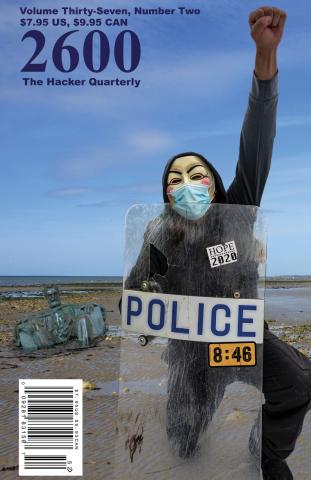 Volume Thirty-Seven, Number Two
$7.95 US, $9.95 CAN
2600
The Hacker Quarterly
HOPE
2020
POLICE
8:46